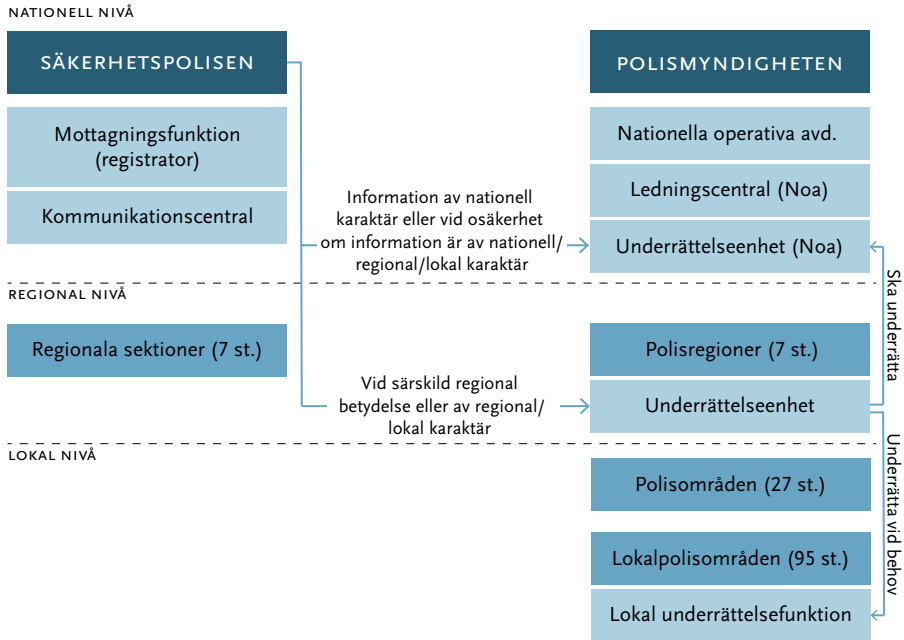 NATIONELL NIVÅ
SÄKERHETSPOLISEN
POLISMYNDIGHETEN
Mottagningsfunktion
(registrator)
Kommunikationscentral
Nationella operativa avd.
Ledningscentral (Noa)
Underrättelseenhet (Noa)
Information av nationell
karaktär eller vid osäkerhet
om information är av nationell/
regional/lokal karaktär
REGIONAL NIVÅ
Regionala sektioner (7 st.)
Polisregioner (7 st.)
Underrättelseenhet
Vid särskild regional
betydelse eller av regional/
lokal karaktär
Ska underrätta
LOKAL NIVÅ
Polisområden (27 st.)
Lokalpolisområden (95 st.)
Lokal underrättelsefunktion
Underrätta vid behov